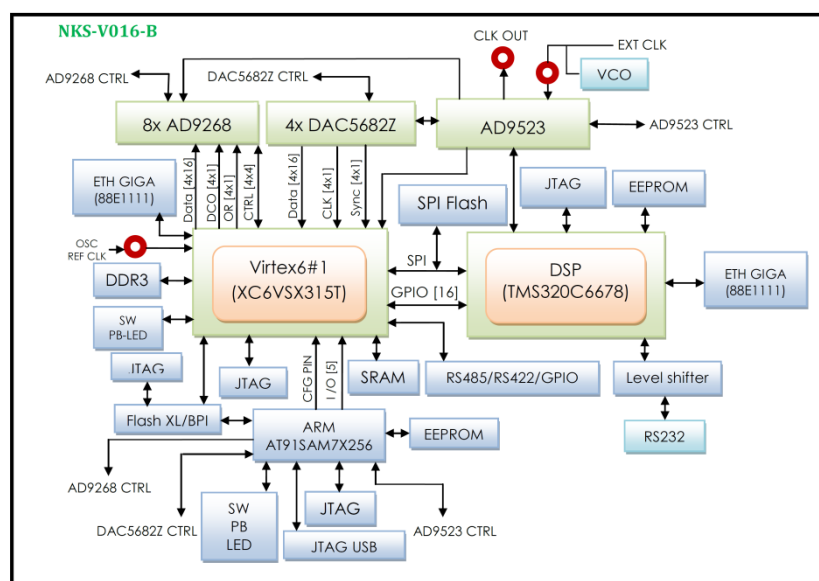 NKS-V016-B
CLK OUT
EXT CLK
VCO
AD9268 CTRL
DAC5682Z CTRL
8x AD9268
4x DAC5682Z
AD9523
AD9523 CTRL
ETH GIGA
(88E1111)
Data [4x16]
DCO [4x1]
OR [4x1]
CTRL [4x4]
Data [4x16]
CLK [4x1]
Sync [4x1]
SPI Flash
JTAG
EEPROM
OSC
REF CLK
DDR3
SW
PB-LED
Virtex6#1
(XC6VSX315T)
SPI
GPIO [16]
DSP
(TMS320C6678)
ETH GIGA
(88E1111)
JTAG
JTAG
CFG PIN
I/O [5]
SRAM
RS485/RS422/GPIO
Level shifter
Flash XL/BPI
ARM
AT91SAM7X256
EEPROM
RS232
AD9268 CTRL
DAC5682Z CTRL
SW
PB
LED
JTAG
JTAG USB
AD9523 CTRL